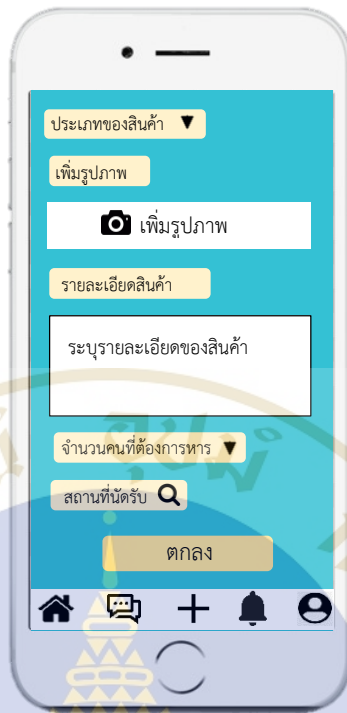 ประเภทของสินค้า
เพิ่มรูปภาพ
เพิ่มรูปภาพ
รายละเอียดสินค้า
ระบุรายละเอียดของสินค้า
จำนวนคนที่ต้องการหาร
สถานที่นัดรับ
ตกลง